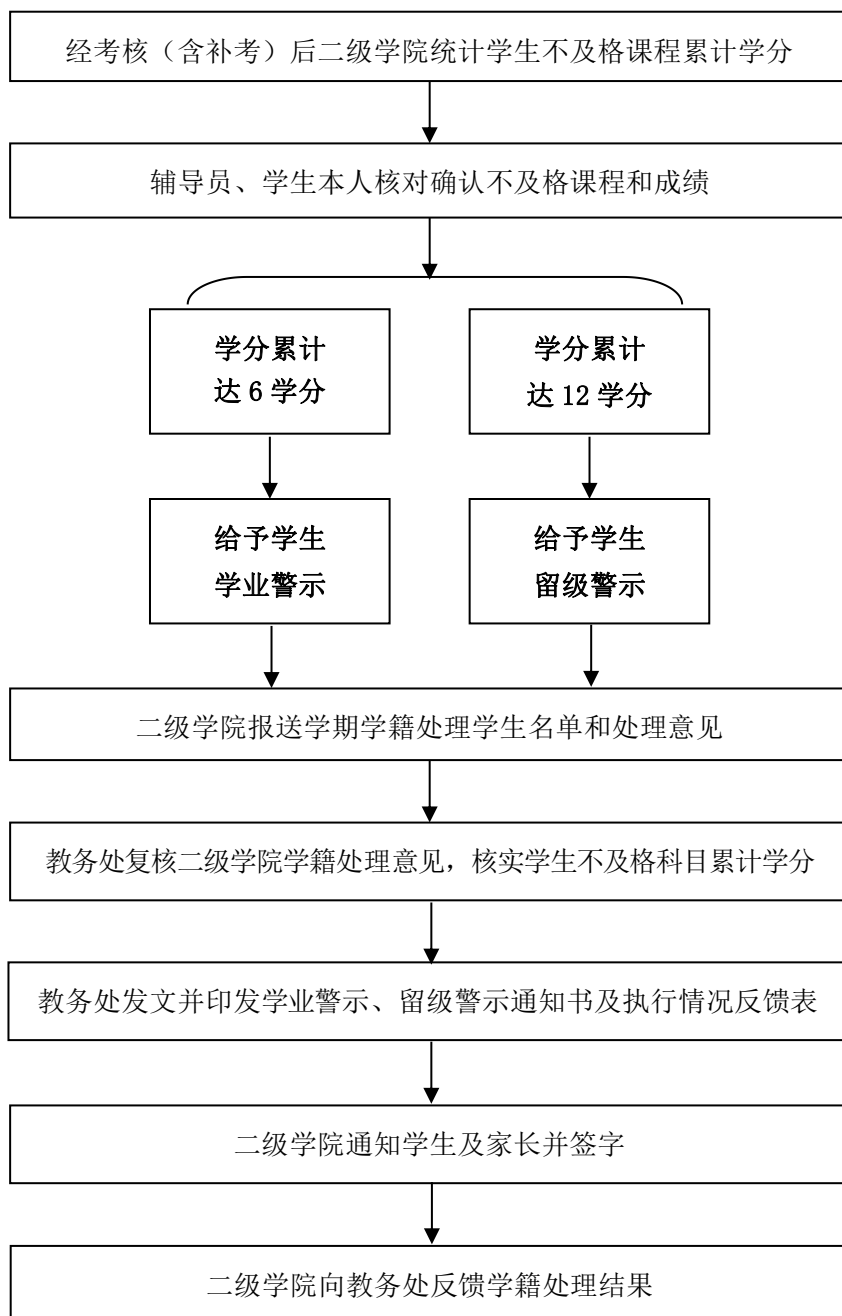 经考核（含补考）后二级学院统计学生不及格课程累计学分
辅导员、学生本人核对确认不及格课程和成绩
学分累计
达 6 学分
学分累计
达 12 学分
给予学生
学业警示
给予学生
留级警示
二级学院报送学期学籍处理学生名单和处理意见
教务处复核二级学院学籍处理意见，核实学生不及格科目累计学分
教务处发文并印发学业警示、留级警示通知书及执行情况反馈表
二级学院通知学生及家长并签字
二级学院向教务处反馈学籍处理结果